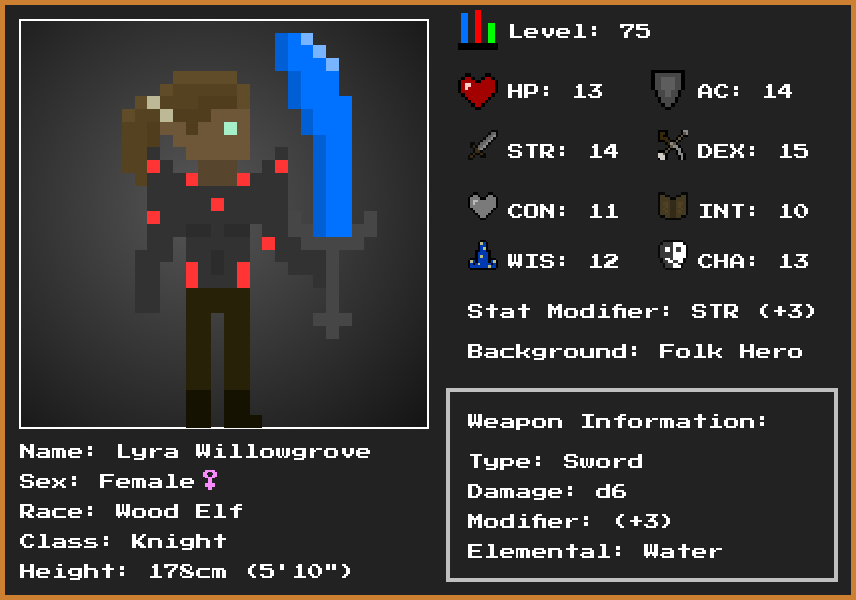 Level: 75
HP: 13
AC: 14
STR: 14
DEX: 15
CON: 11
INT: 10
WIS: 12
CHA: 13
Stat Modifier: STR (+3)
Background: Folk Hero
Weapon Information:
Type: Sword
Damage: d6
Modifier: (+3)
Elemental: Water
Name: Lyra Willowgrove
Sex: Female♀
Race: Wood Elf
Class: Knight
Height: 178cm (5'10")